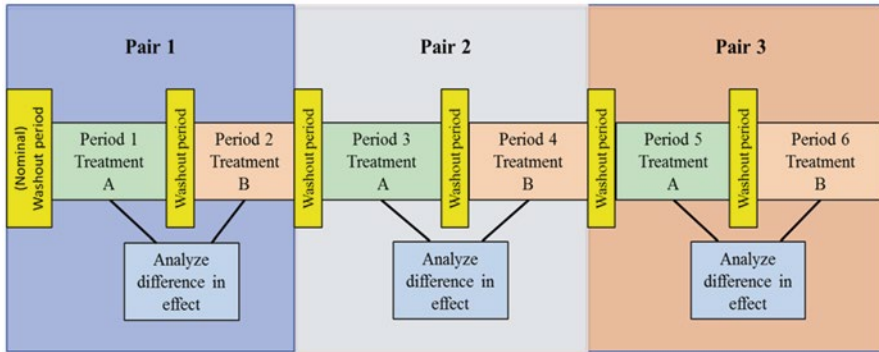 Pair 1
(Nominal)
Washout period
Period 1
Treatment
A
Washout period
Period 2
Treatment
B
Analyze
difference in
effect
Pair 2
Washout period
Period 3
Treatment
A
Washout period
Period 4
Treatment
B
Analyze
difference in
effect
Pair 3
Washout period
Period 5
Treatment
A
Washout period
Period 6
Treatment
B
Analyze
difference in
effect